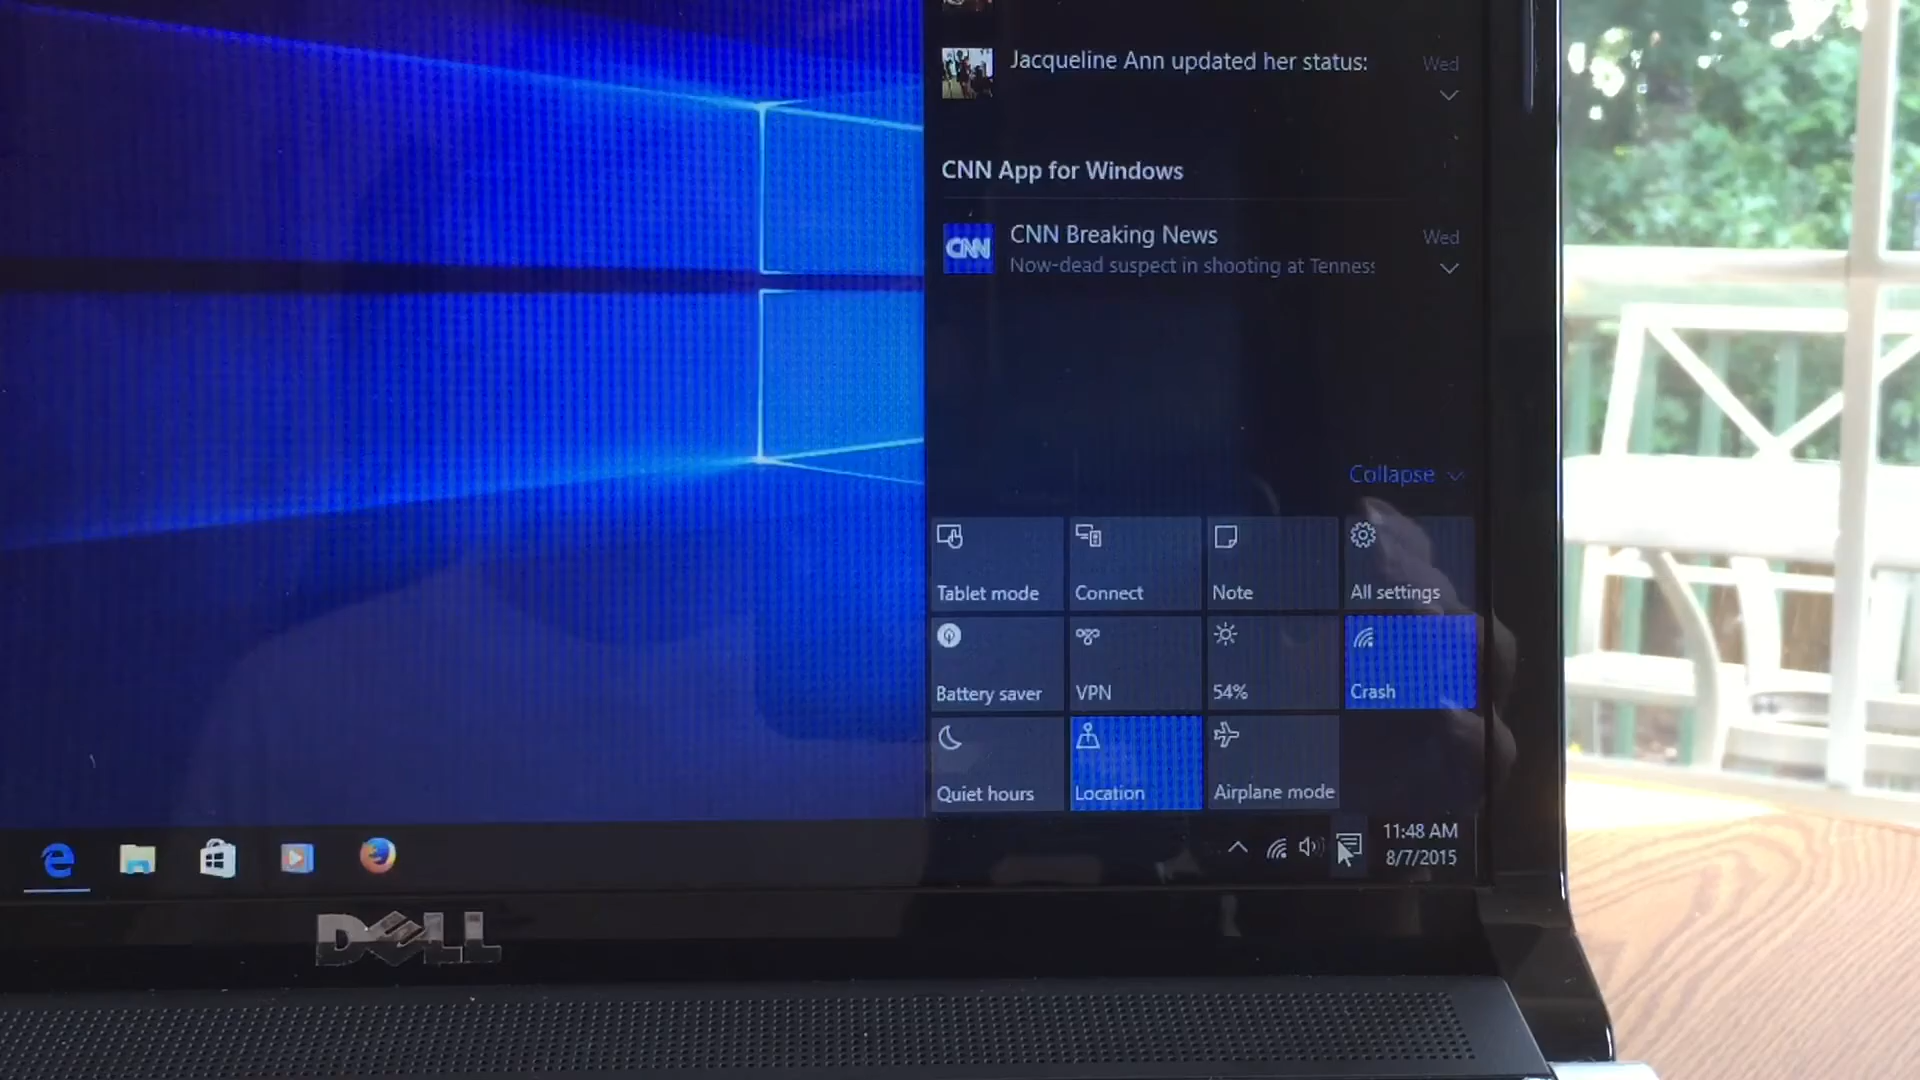 Jacqueline Ann updated her status:
Wed
CNN App for Windows
CNN
CNN Breaking News
Wed
Now-dead suspect in shooting at Tenness
Collapse
Tablet mode
Connect
Note
All settings
Battery saver
VPN
54%
Crash
Quiet hours
Location
Airplane mode
11:48 AM
8/7/2015
DELL